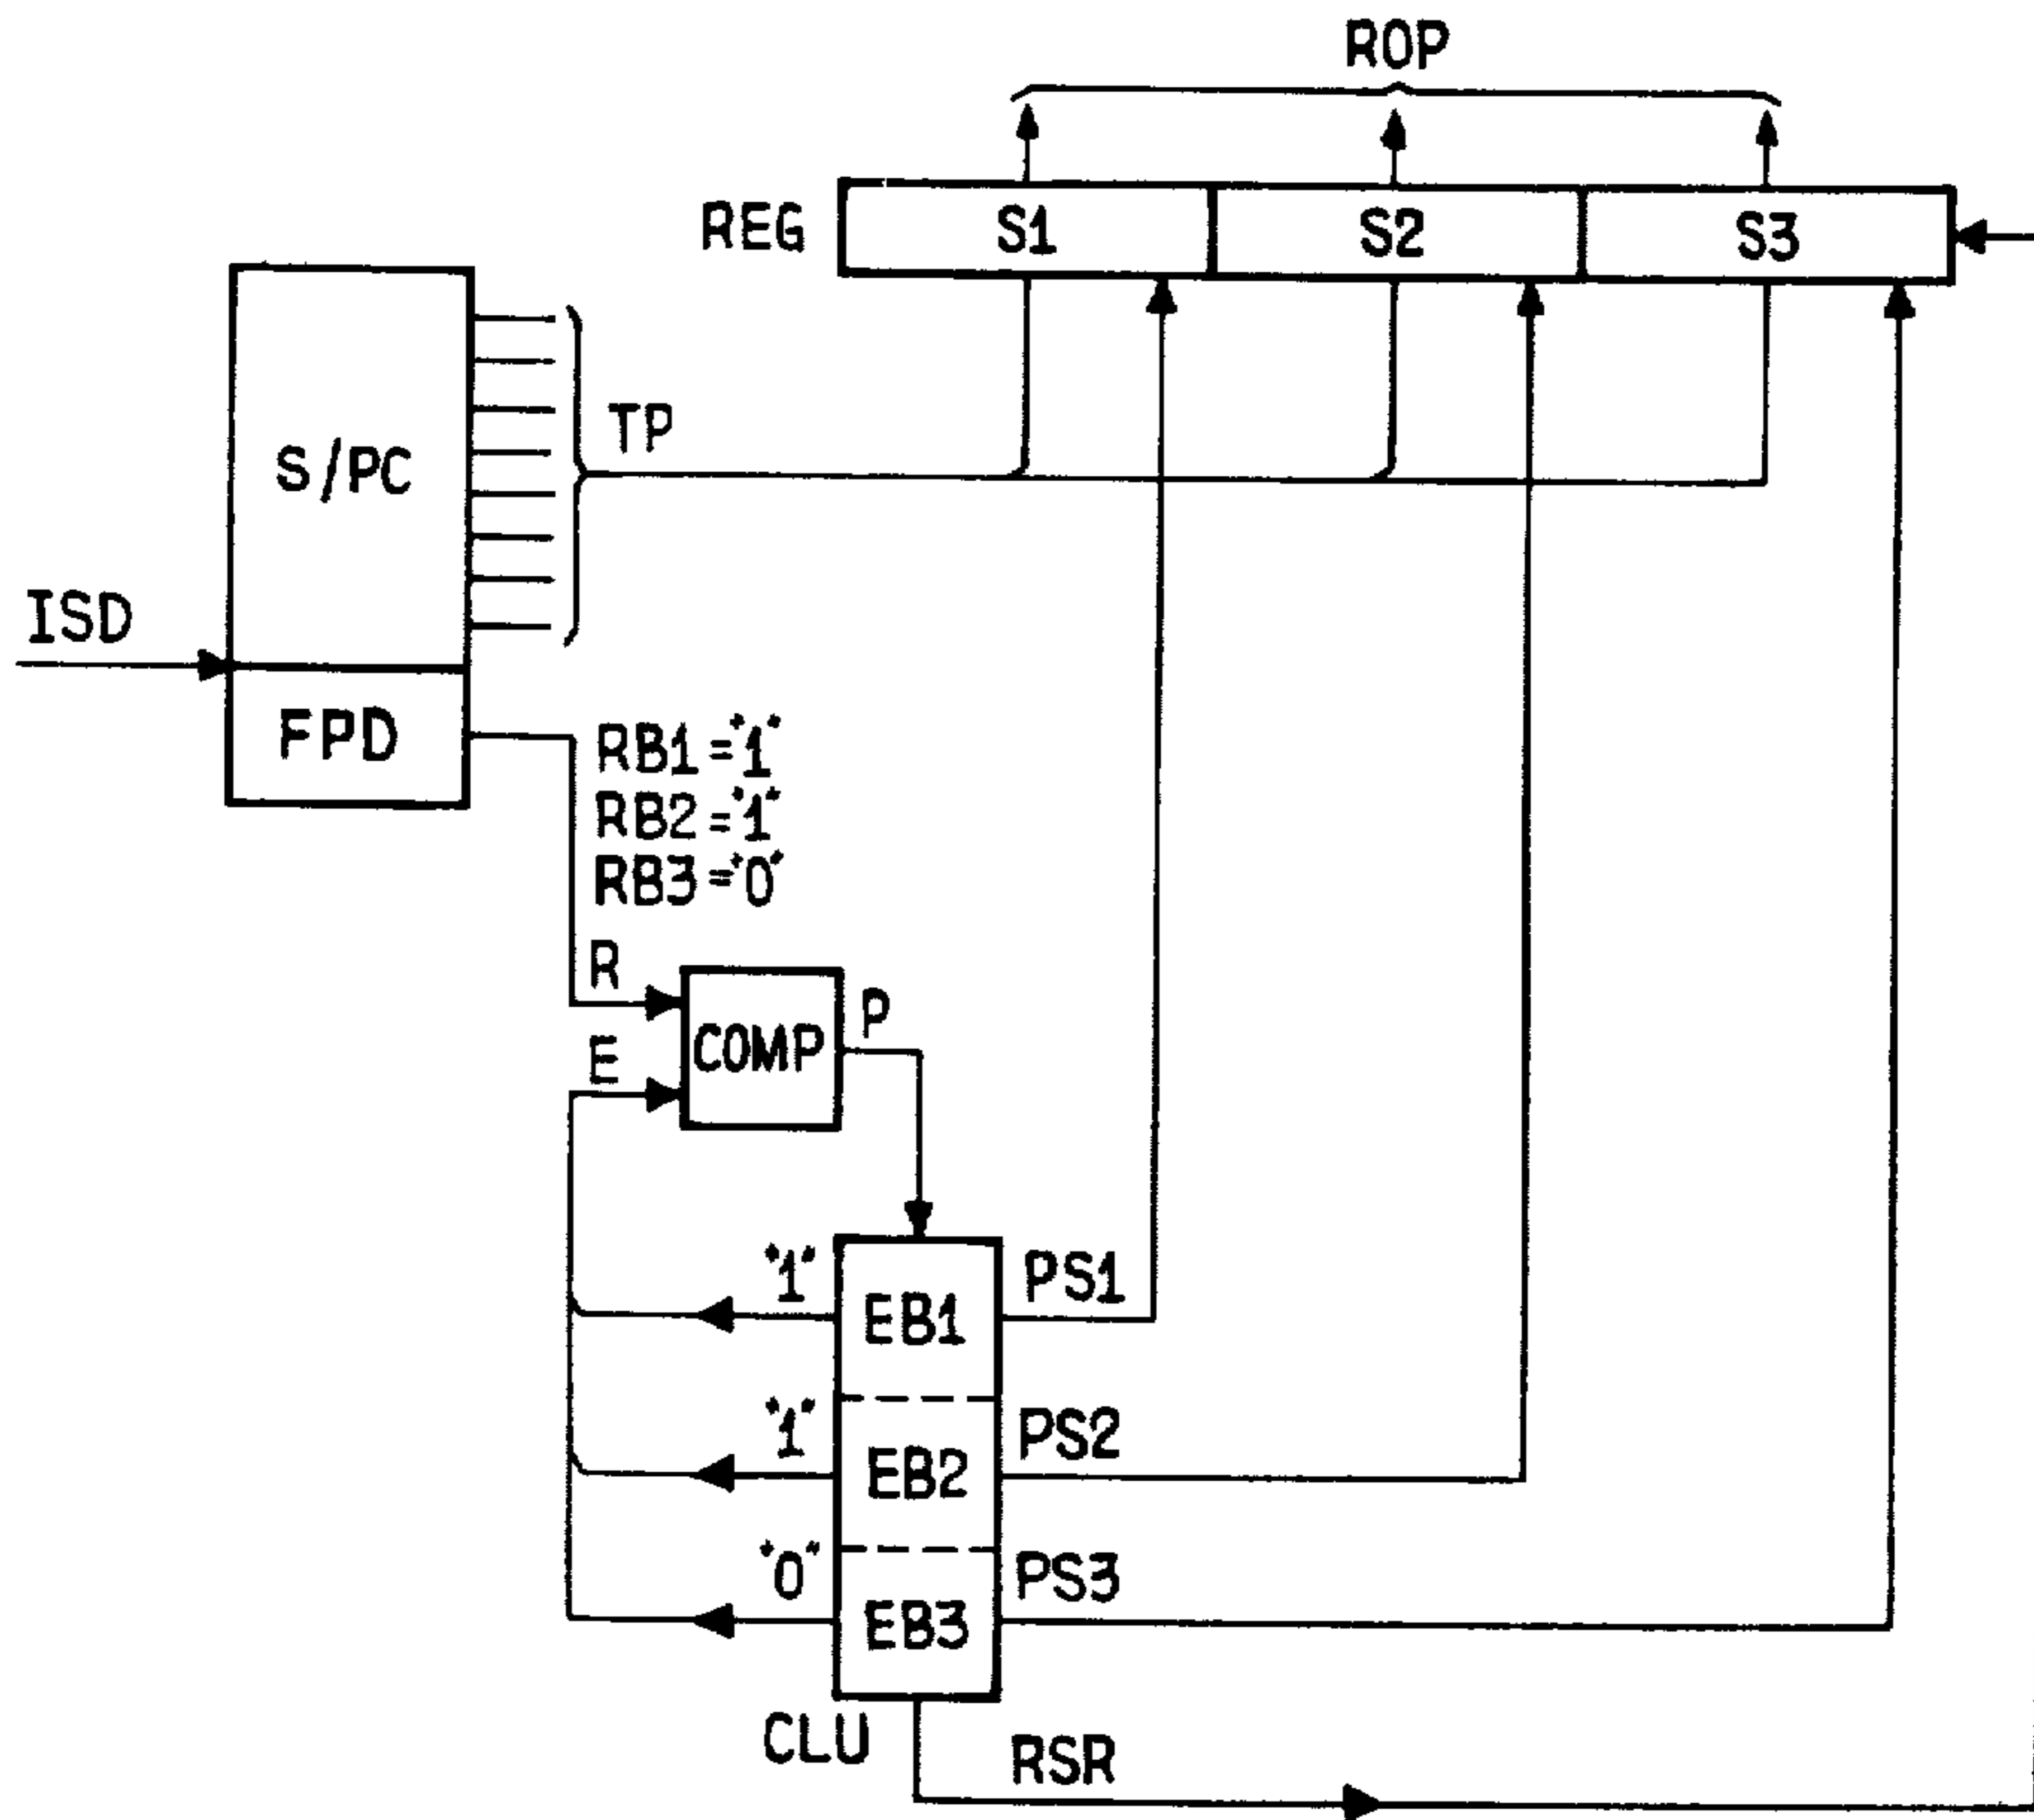 ROP
REG
S1
S2
S3
S/PC
TP
ISD
FPD
RB1="1"
RB2="1"
RB3="0"
R
E
COMP
P
"1"
EB1
PS1
"1"
EB2
PS2
"0"
EB3
PS3
CLU
RSR